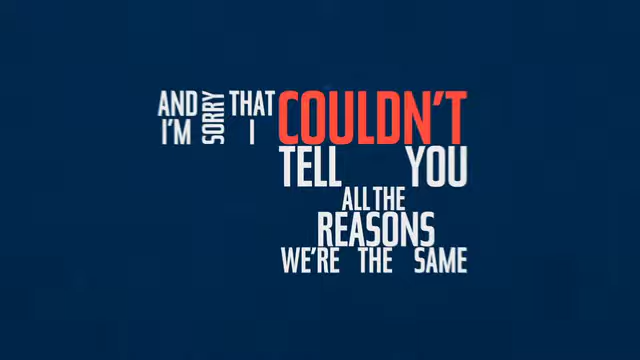 AND I'M SORRY THAT I COULDN'T
TELL YOU
ALL THE
REASONS
WE'RE THE SAME